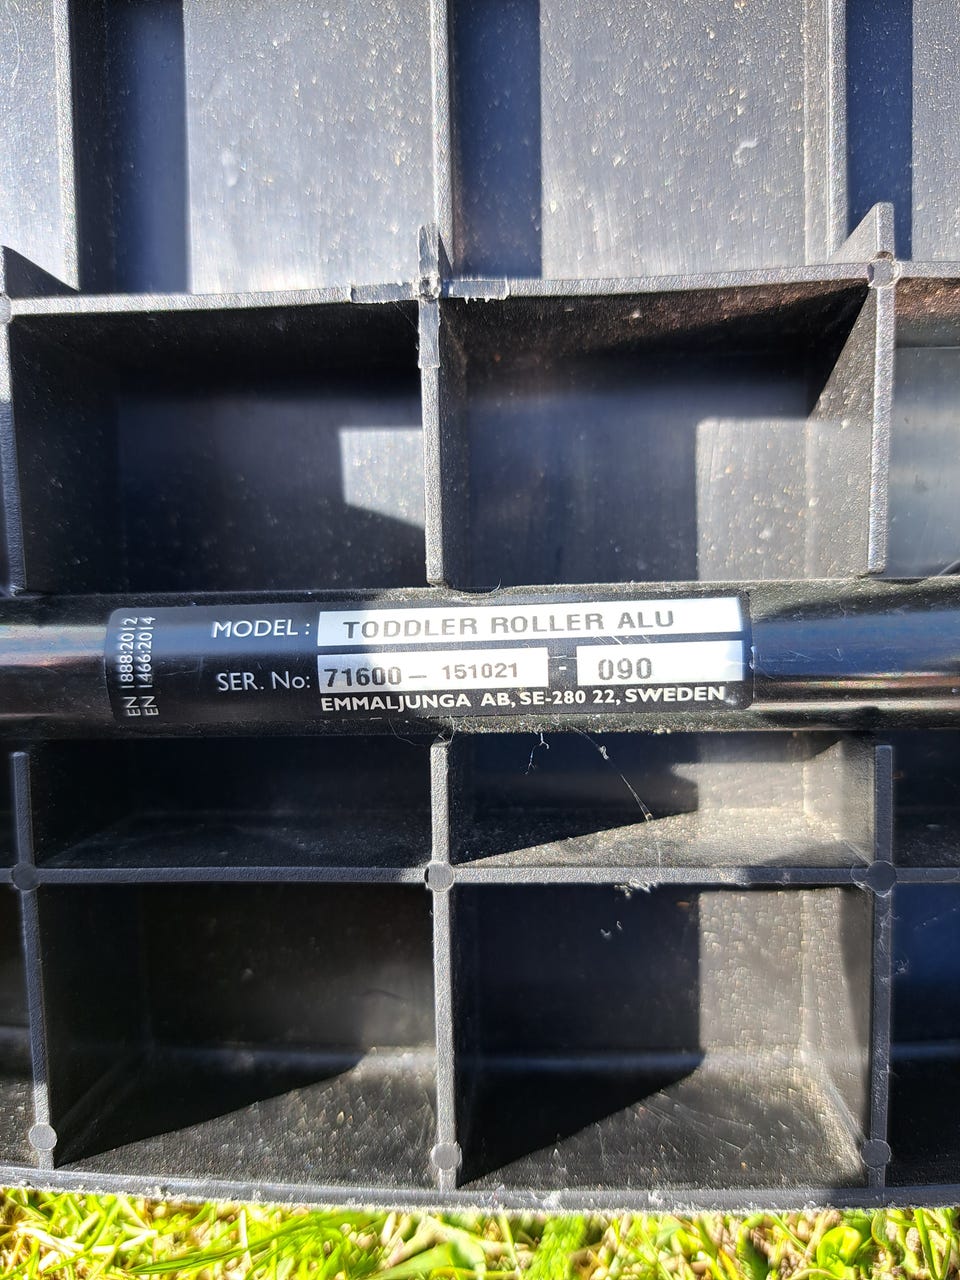 EN 1888:2012
EN 1466:2014
MODEL: TODDLER ROLLER ALU
SER. No: 71600 – 151021 - 090
EMMALJUNGA AB, SE-280 22, SWEDEN